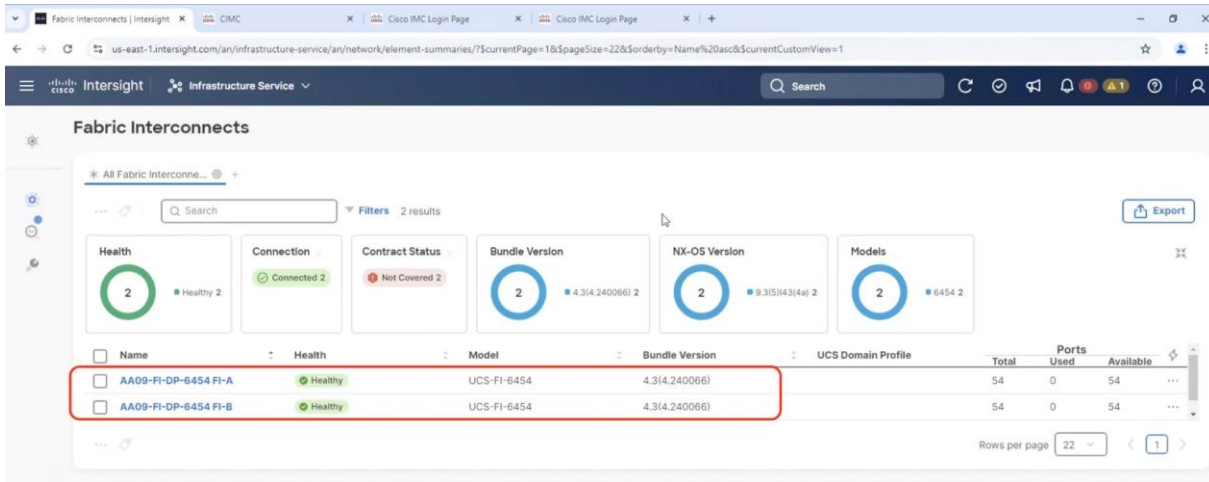 Fabric Interconnects | Intersight
CIMC
Cisco IMC Login Page
Cisco IMC Login Page
us-east-1.intersight.com/an/infrastructure-service/an/network/element-summaries/?$currentPage=1&$pageSize=22&$orderby=Name%20asc&$currentCustomView=1
cisco Intersight Infrastructure Service Search 1
Fabric Interconnects
All Fabric Interconne... +
Search Filters 2 results Export
Health Connection Contract Status Bundle Version NX-OS Version Models
Connected 2 Not Covered 2
2 Healthy 2 2 4.3(4.240066) 2 2 9.3(5)I43(4a) 2 2 6454 2
Name Health Model Bundle Version UCS Domain Profile Ports
Total Used Available
AA09-FI-DP-6454 FI-A Healthy UCS-FI-6454 4.3(4.240066) 54 0 54 ...
AA09-FI-DP-6454 FI-B Healthy UCS-FI-6454 4.3(4.240066) 54 0 54 ...
Rows per page 22 1